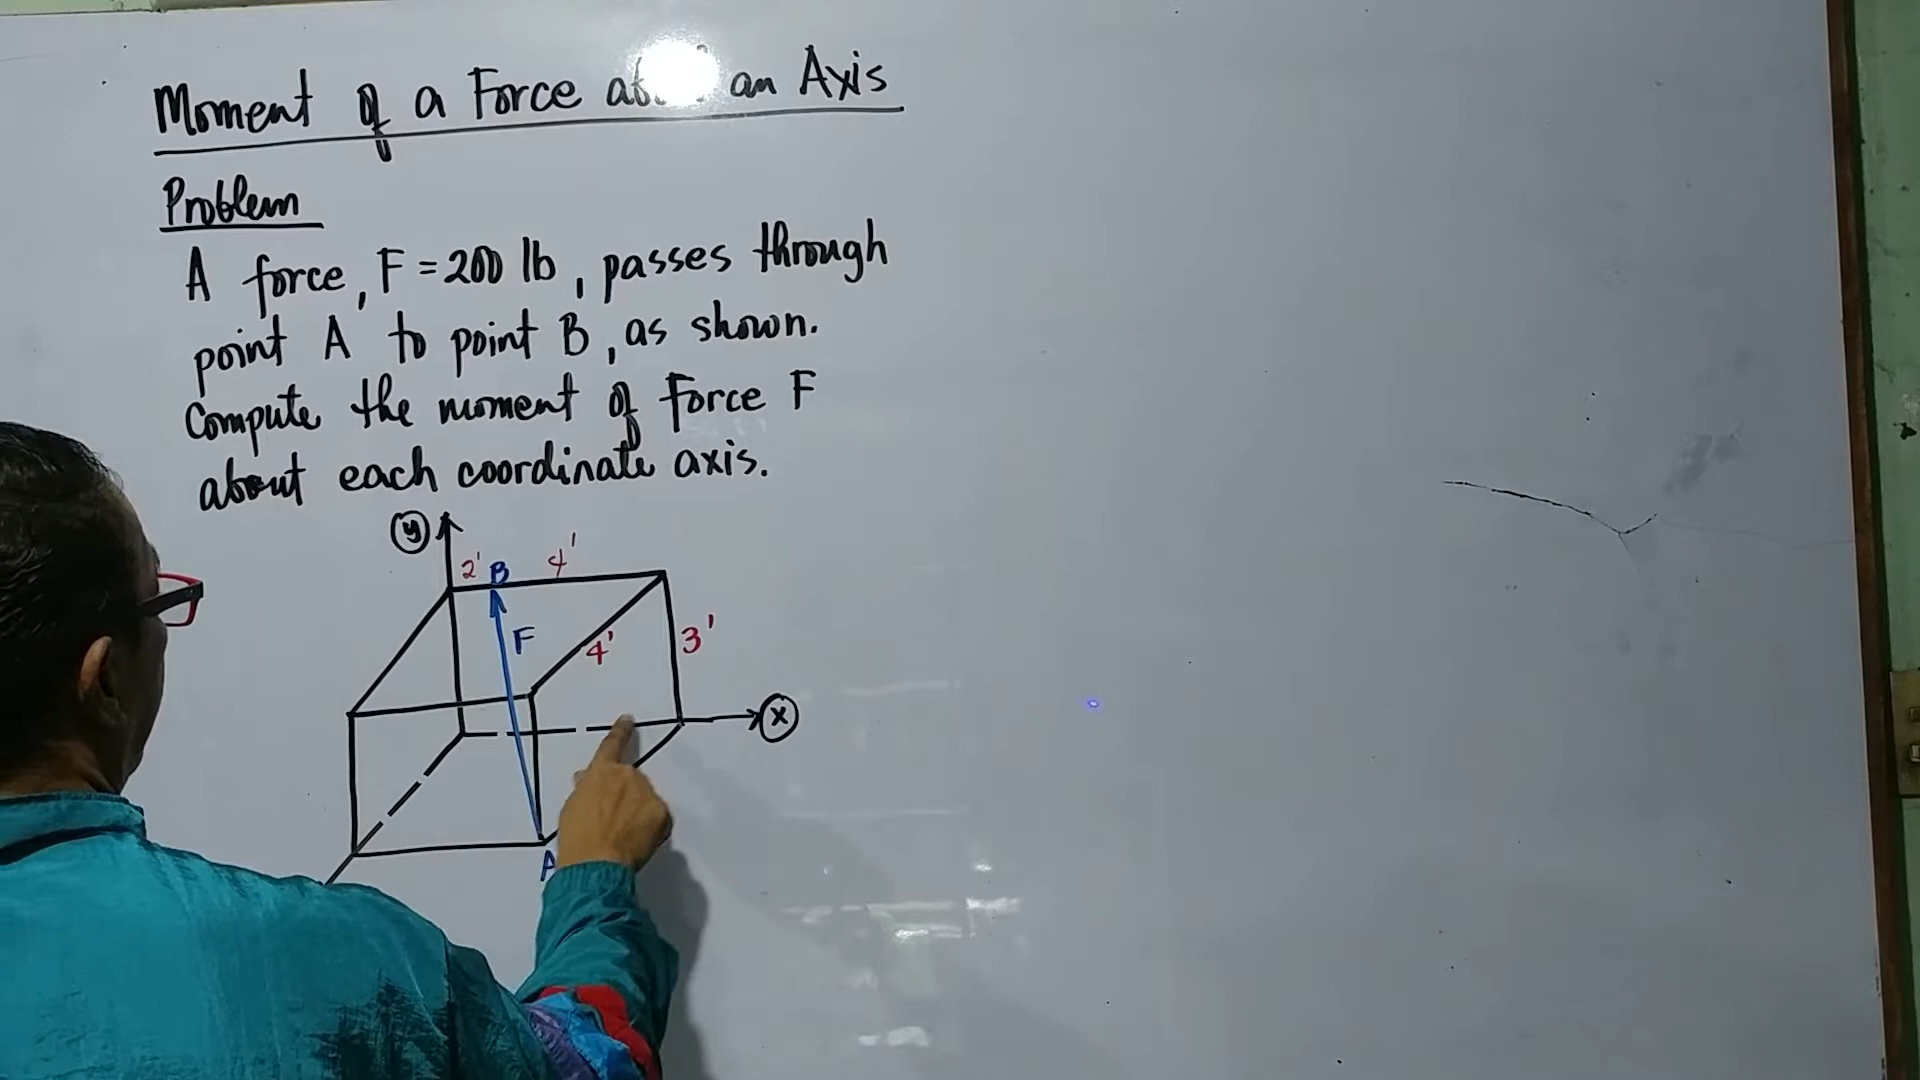 Moment of a Force an Axis
Problem
A force, F = 200 lb, passes through
point A to point B, as shown.
Compute the moment of Force F
about each coordinate axis.
y
2' B 4'
F
4'
3'
x
A